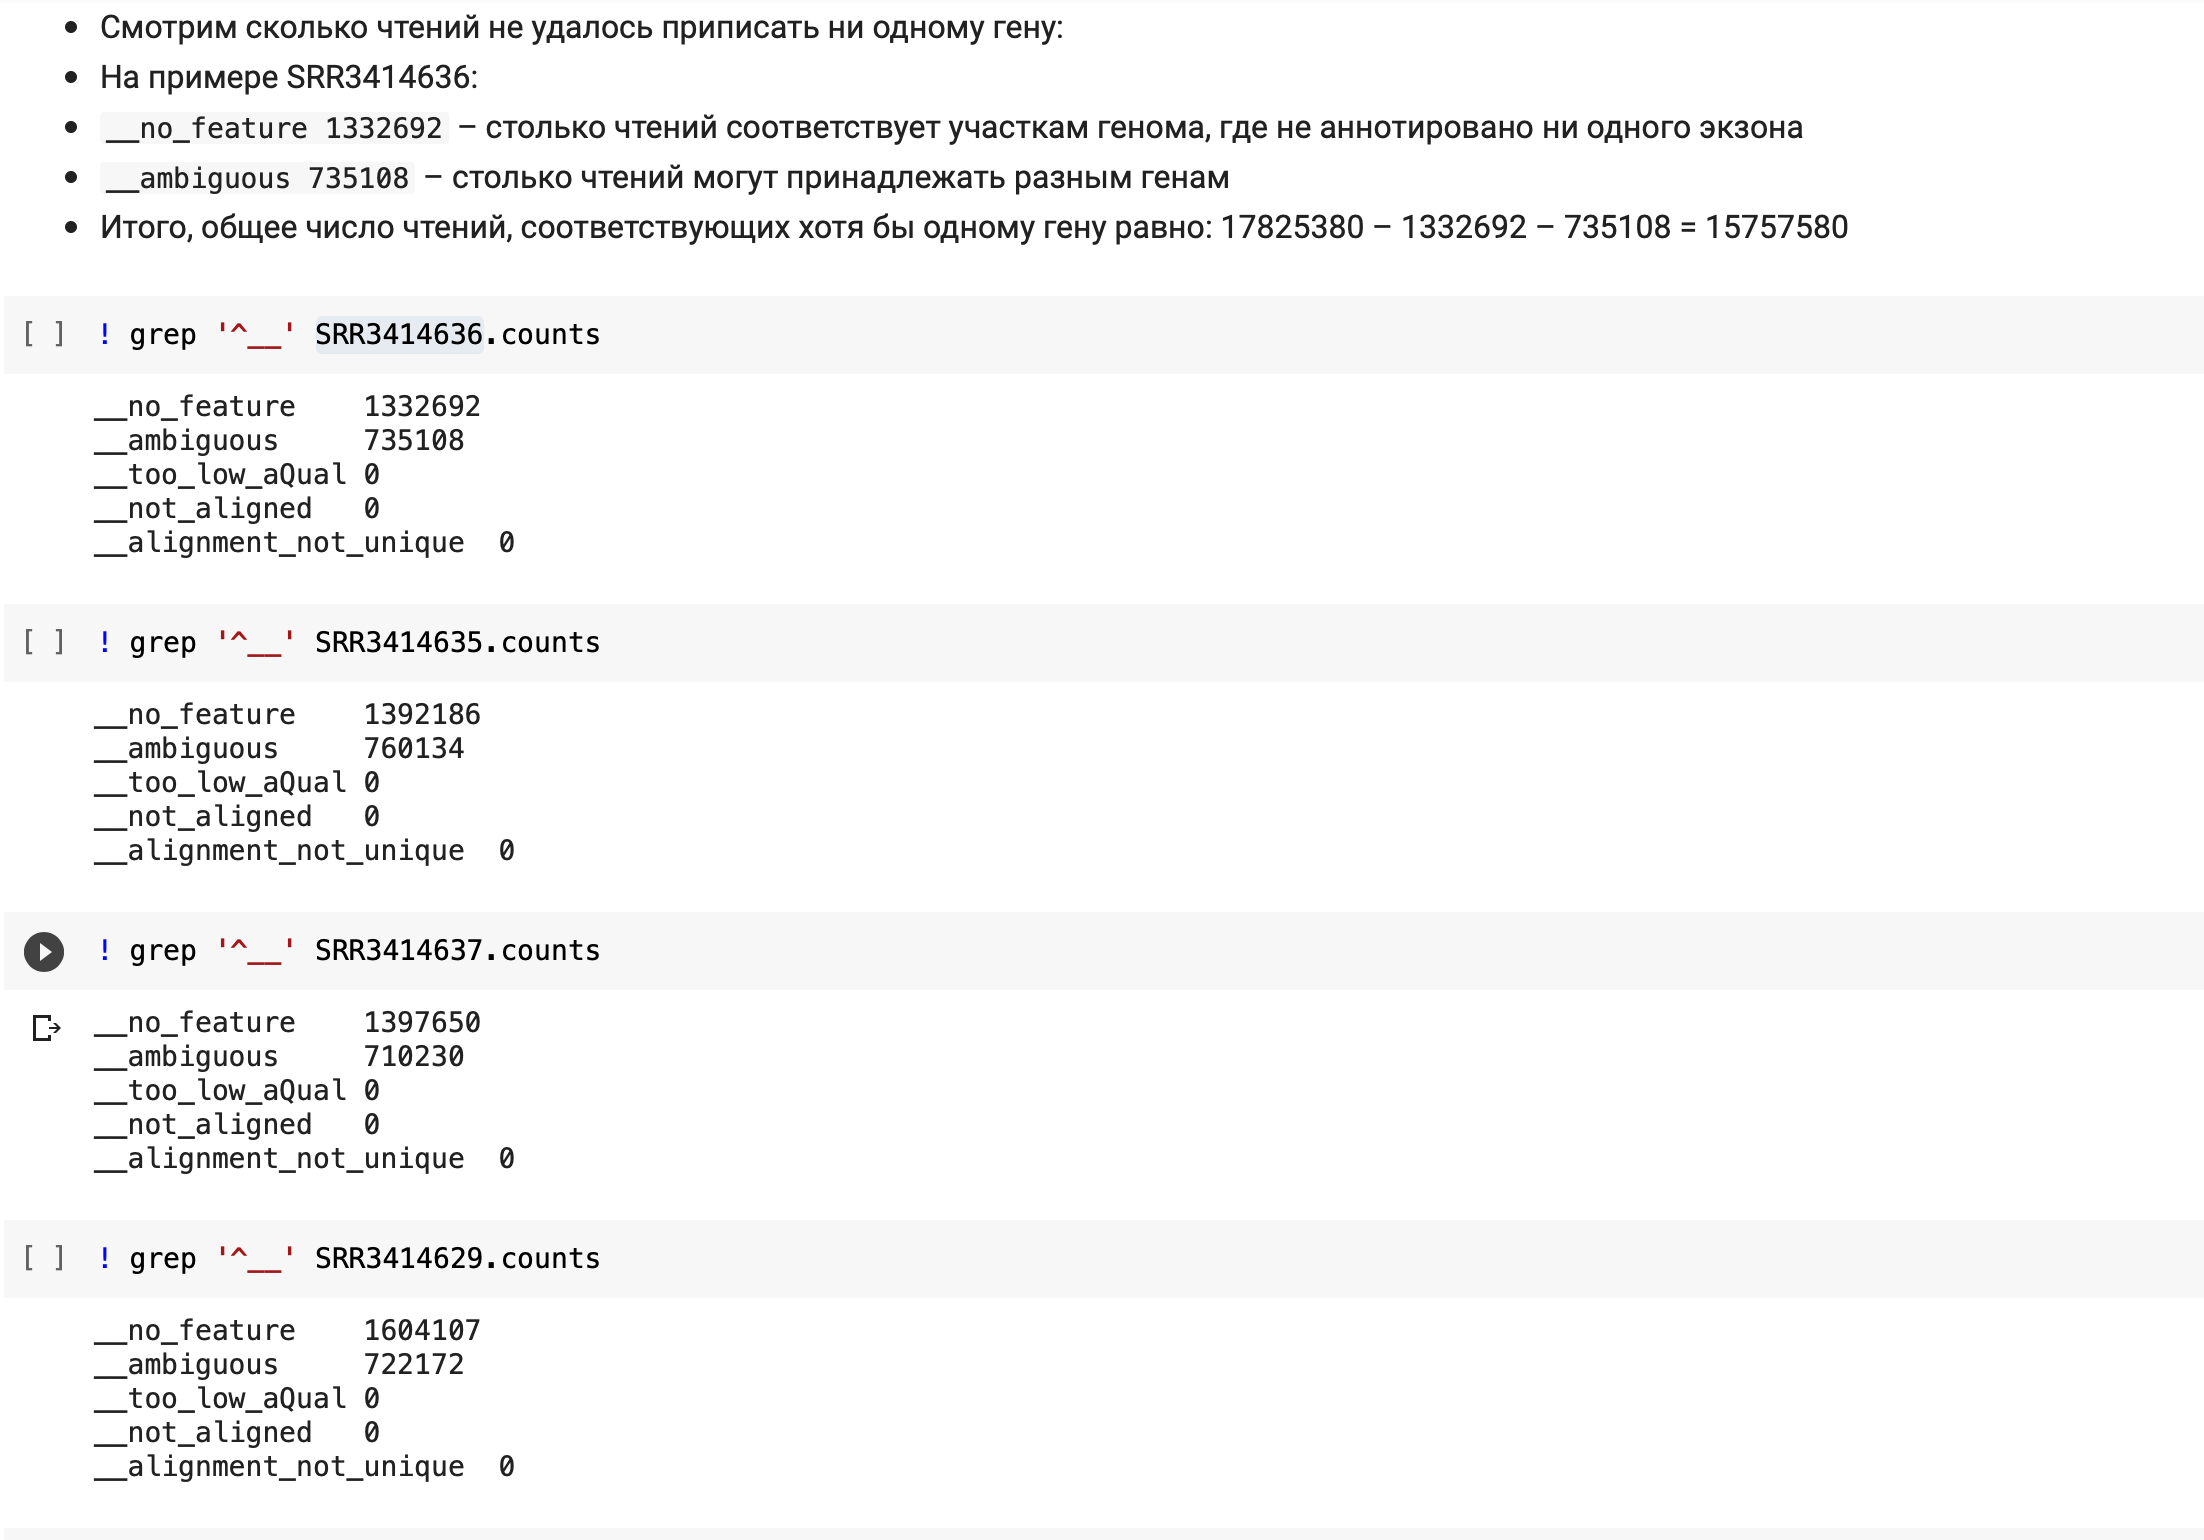 • Смотрим сколько чтений не удалось приписать ни одному гену:
• На примере SRR3414636:
• __no_feature 1332692 – столько чтений соответствует участкам генома, где не аннотировано ни одного экзона
• __ambiguous 735108 – столько чтений могут принадлежать разным генам
• Итого, общее число чтений, соответствующих хотя бы одному гену равно: 17825380 – 1332692 – 735108 = 15757580
[ ] ! grep '^__' SRR3414636.counts
__no_feature 1332692
__ambiguous 735108
__too_low_aQual 0
__not_aligned 0
__alignment_not_unique 0
[ ] ! grep '^__' SRR3414635.counts
__no_feature 1392186
__ambiguous 760134
__too_low_aQual 0
__not_aligned 0
__alignment_not_unique 0
! grep '^__' SRR3414637.counts
__no_feature 1397650
__ambiguous 710230
__too_low_aQual 0
__not_aligned 0
__alignment_not_unique 0
[ ] ! grep '^__' SRR3414629.counts
__no_feature 1604107
__ambiguous 722172
__too_low_aQual 0
__not_aligned 0
__alignment_not_unique 0